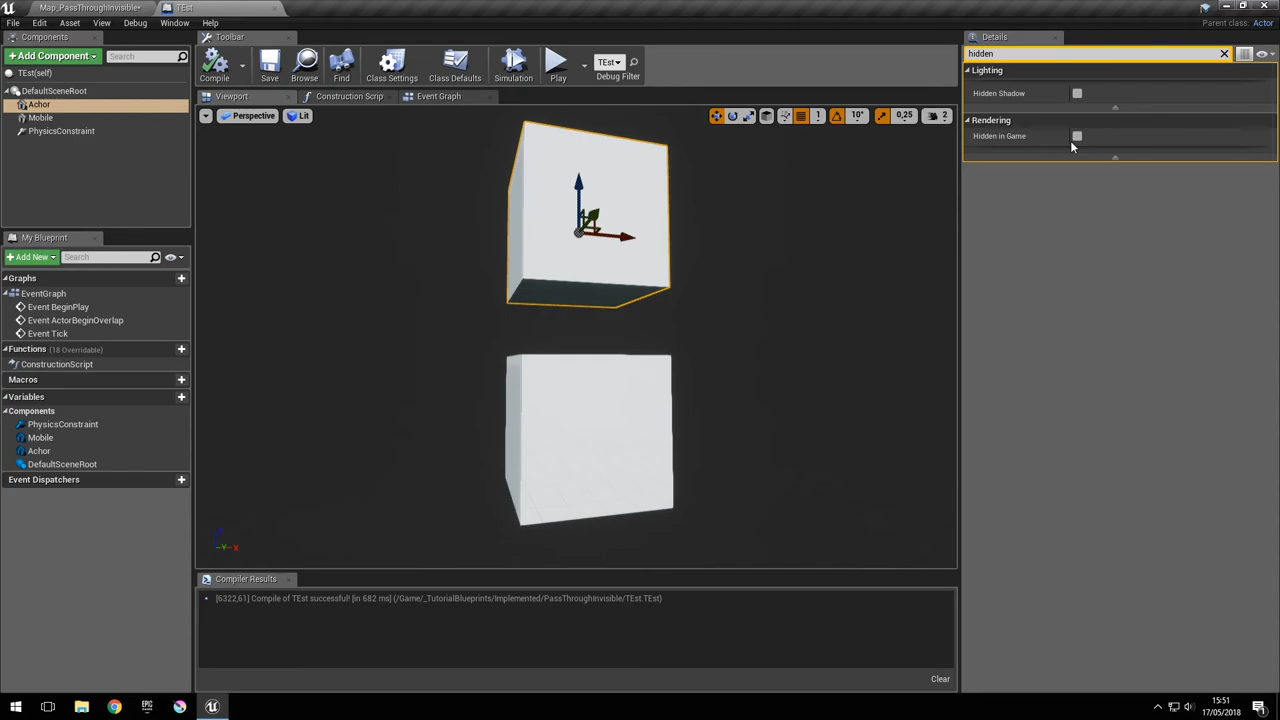 Map_PassThroughInvisible*
TEst
File Edit Asset View Debug Window Help
Parent class: Actor
Components
Toolbar
Details
+Add Component
Search
Compile
Save
Browse
Find
Class Settings
Class Defaults
Simulation
Play
TEst
Debug Filter
hidden
TEst(self)
Lighting
DefaultSceneRoot
Viewport
Construction Scrip
Event Graph
Hidden Shadow
Achor
Mobile
PhysicsConstraint
Perspective
Lit
1
10°
0,25
2
Rendering
Hidden in Game
My Blueprint
+Add New
Search
Graphs
EventGraph
Event BeginPlay
Event ActorBeginOverlap
Event Tick
Functions (18 Overridable)
ConstructionScript
Macros
Variables
Components
PhysicsConstraint
Mobile
Achor
DefaultSceneRoot
Event Dispatchers
Y X
Compiler Results
[6322,61] Compile of TEst successful! [in 682 ms] (/Game/_TutorialBlueprints/Implemented/PassThroughInvisible/TEst.TEst)
Clear
EPIC
15:51
17/05/2018
1